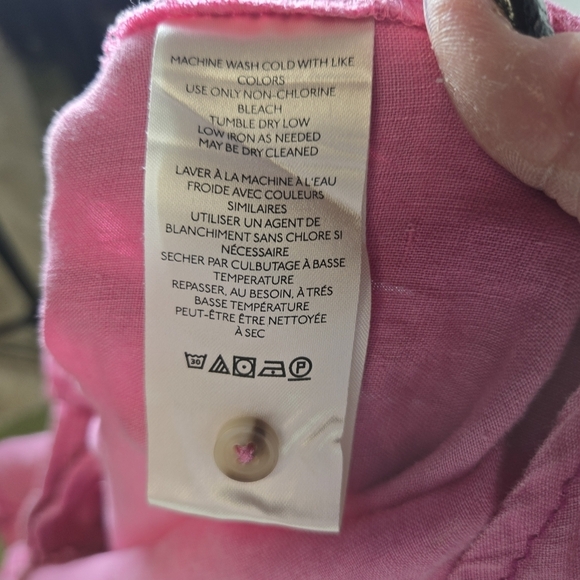 MACHINE WASH COLD WITH LIKE
COLORS
USE ONLY NON-CHLORINE
BLEACH
TUMBLE DRY LOW
LOW IRON AS NEEDED
MAY BE DRY CLEANED
LAVER À LA MACHINE À L'EAU
FROIDE AVEC COULEURS
SIMILAIRES
UTILISER UN AGENT DE
BLANCHIMENT SANS CHLORE SI
NÉCESSAIRE
SECHER PAR CULBUTAGE À BASSE
TEMPERATURE
REPASSER, AU BESOIN, À TRÉS
BASSE TEMPÉRATURE
PEUT-ÊTRE ÊTRE NETTOYÉE
À SEC
30 P